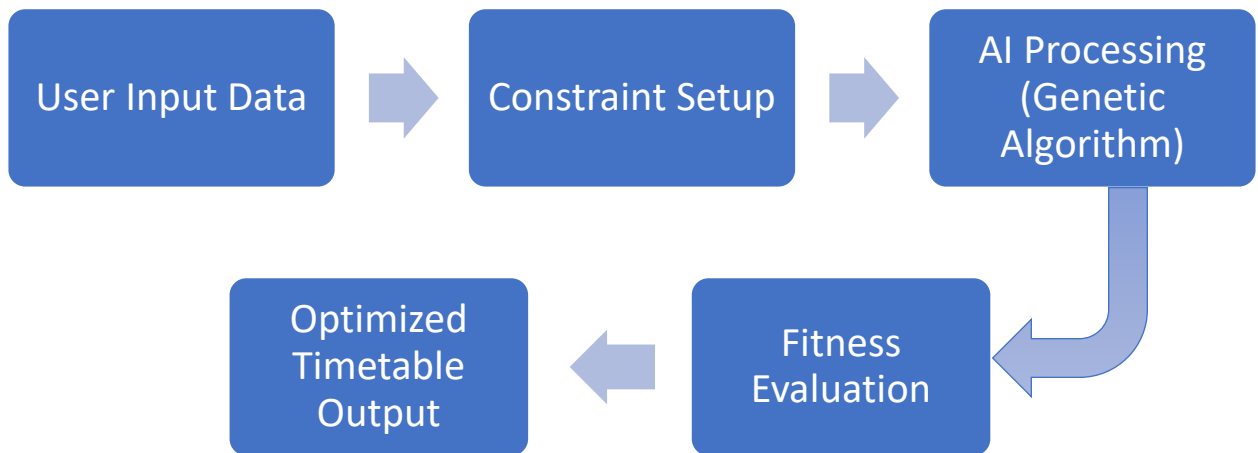 User Input Data
Constraint Setup
AI Processing
(Genetic
Algorithm)
Fitness
Evaluation
Optimized
Timetable
Output